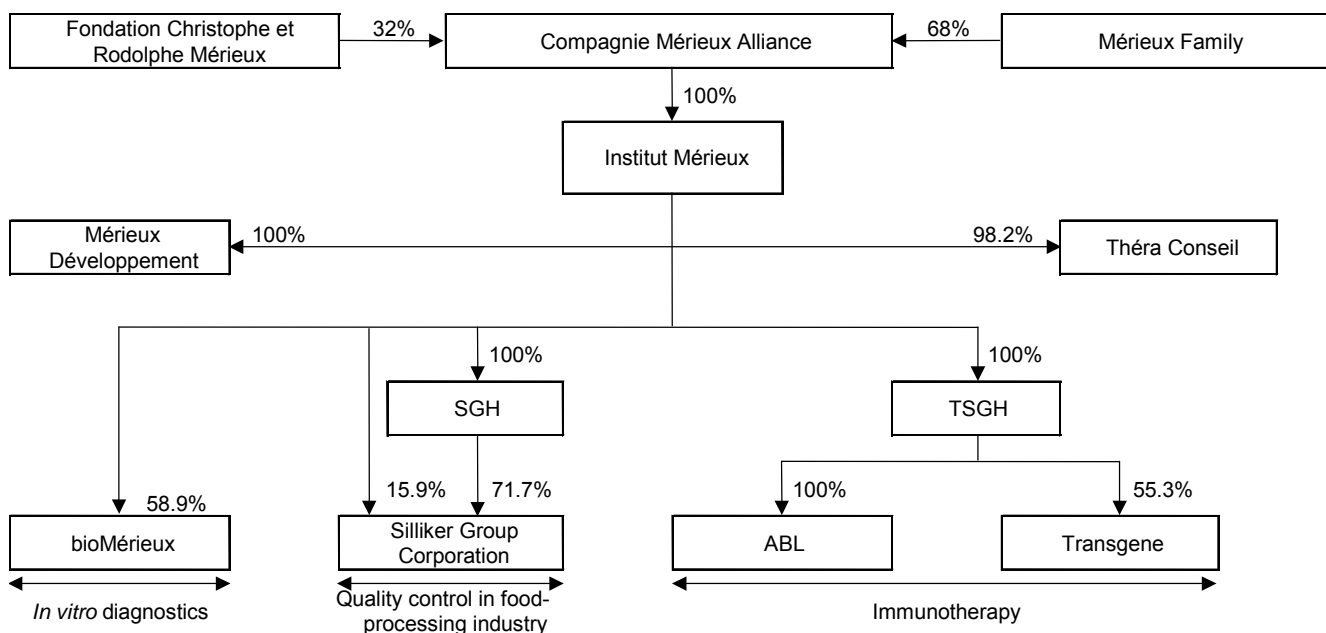 Fondation Christophe et
Rodolphe Mérieux
32%
Compagnie Mérieux Alliance
68%
Mérieux Family
100%
Institut Mérieux
Mérieux
Développement
100%
98.2%
Théra Conseil
100%
100%
SGH
TSGH
58.9%
15.9%
71.7%
100%
55.3%
bioMérieux
Silliker Group
Corporation
ABL
Transgene
In vitro diagnostics
Quality control in food-
processing industry
Immunotherapy